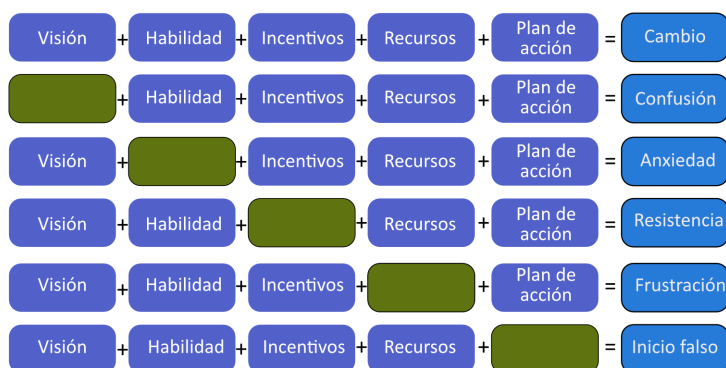 Visión + Habilidad + Incentivos + Recursos + Plan de acción = Cambio
+ Habilidad + Incentivos + Recursos + Plan de acción = Confusión
Visión + + Incentivos + Recursos + Plan de acción = Anxiedad
Visión + Habilidad + + Recursos + Plan de acción = Resistencia
Visión + Habilidad + Incentivos + + Plan de acción = Frustración
Visión + Habilidad + Incentivos + Recursos + = Inicio falso